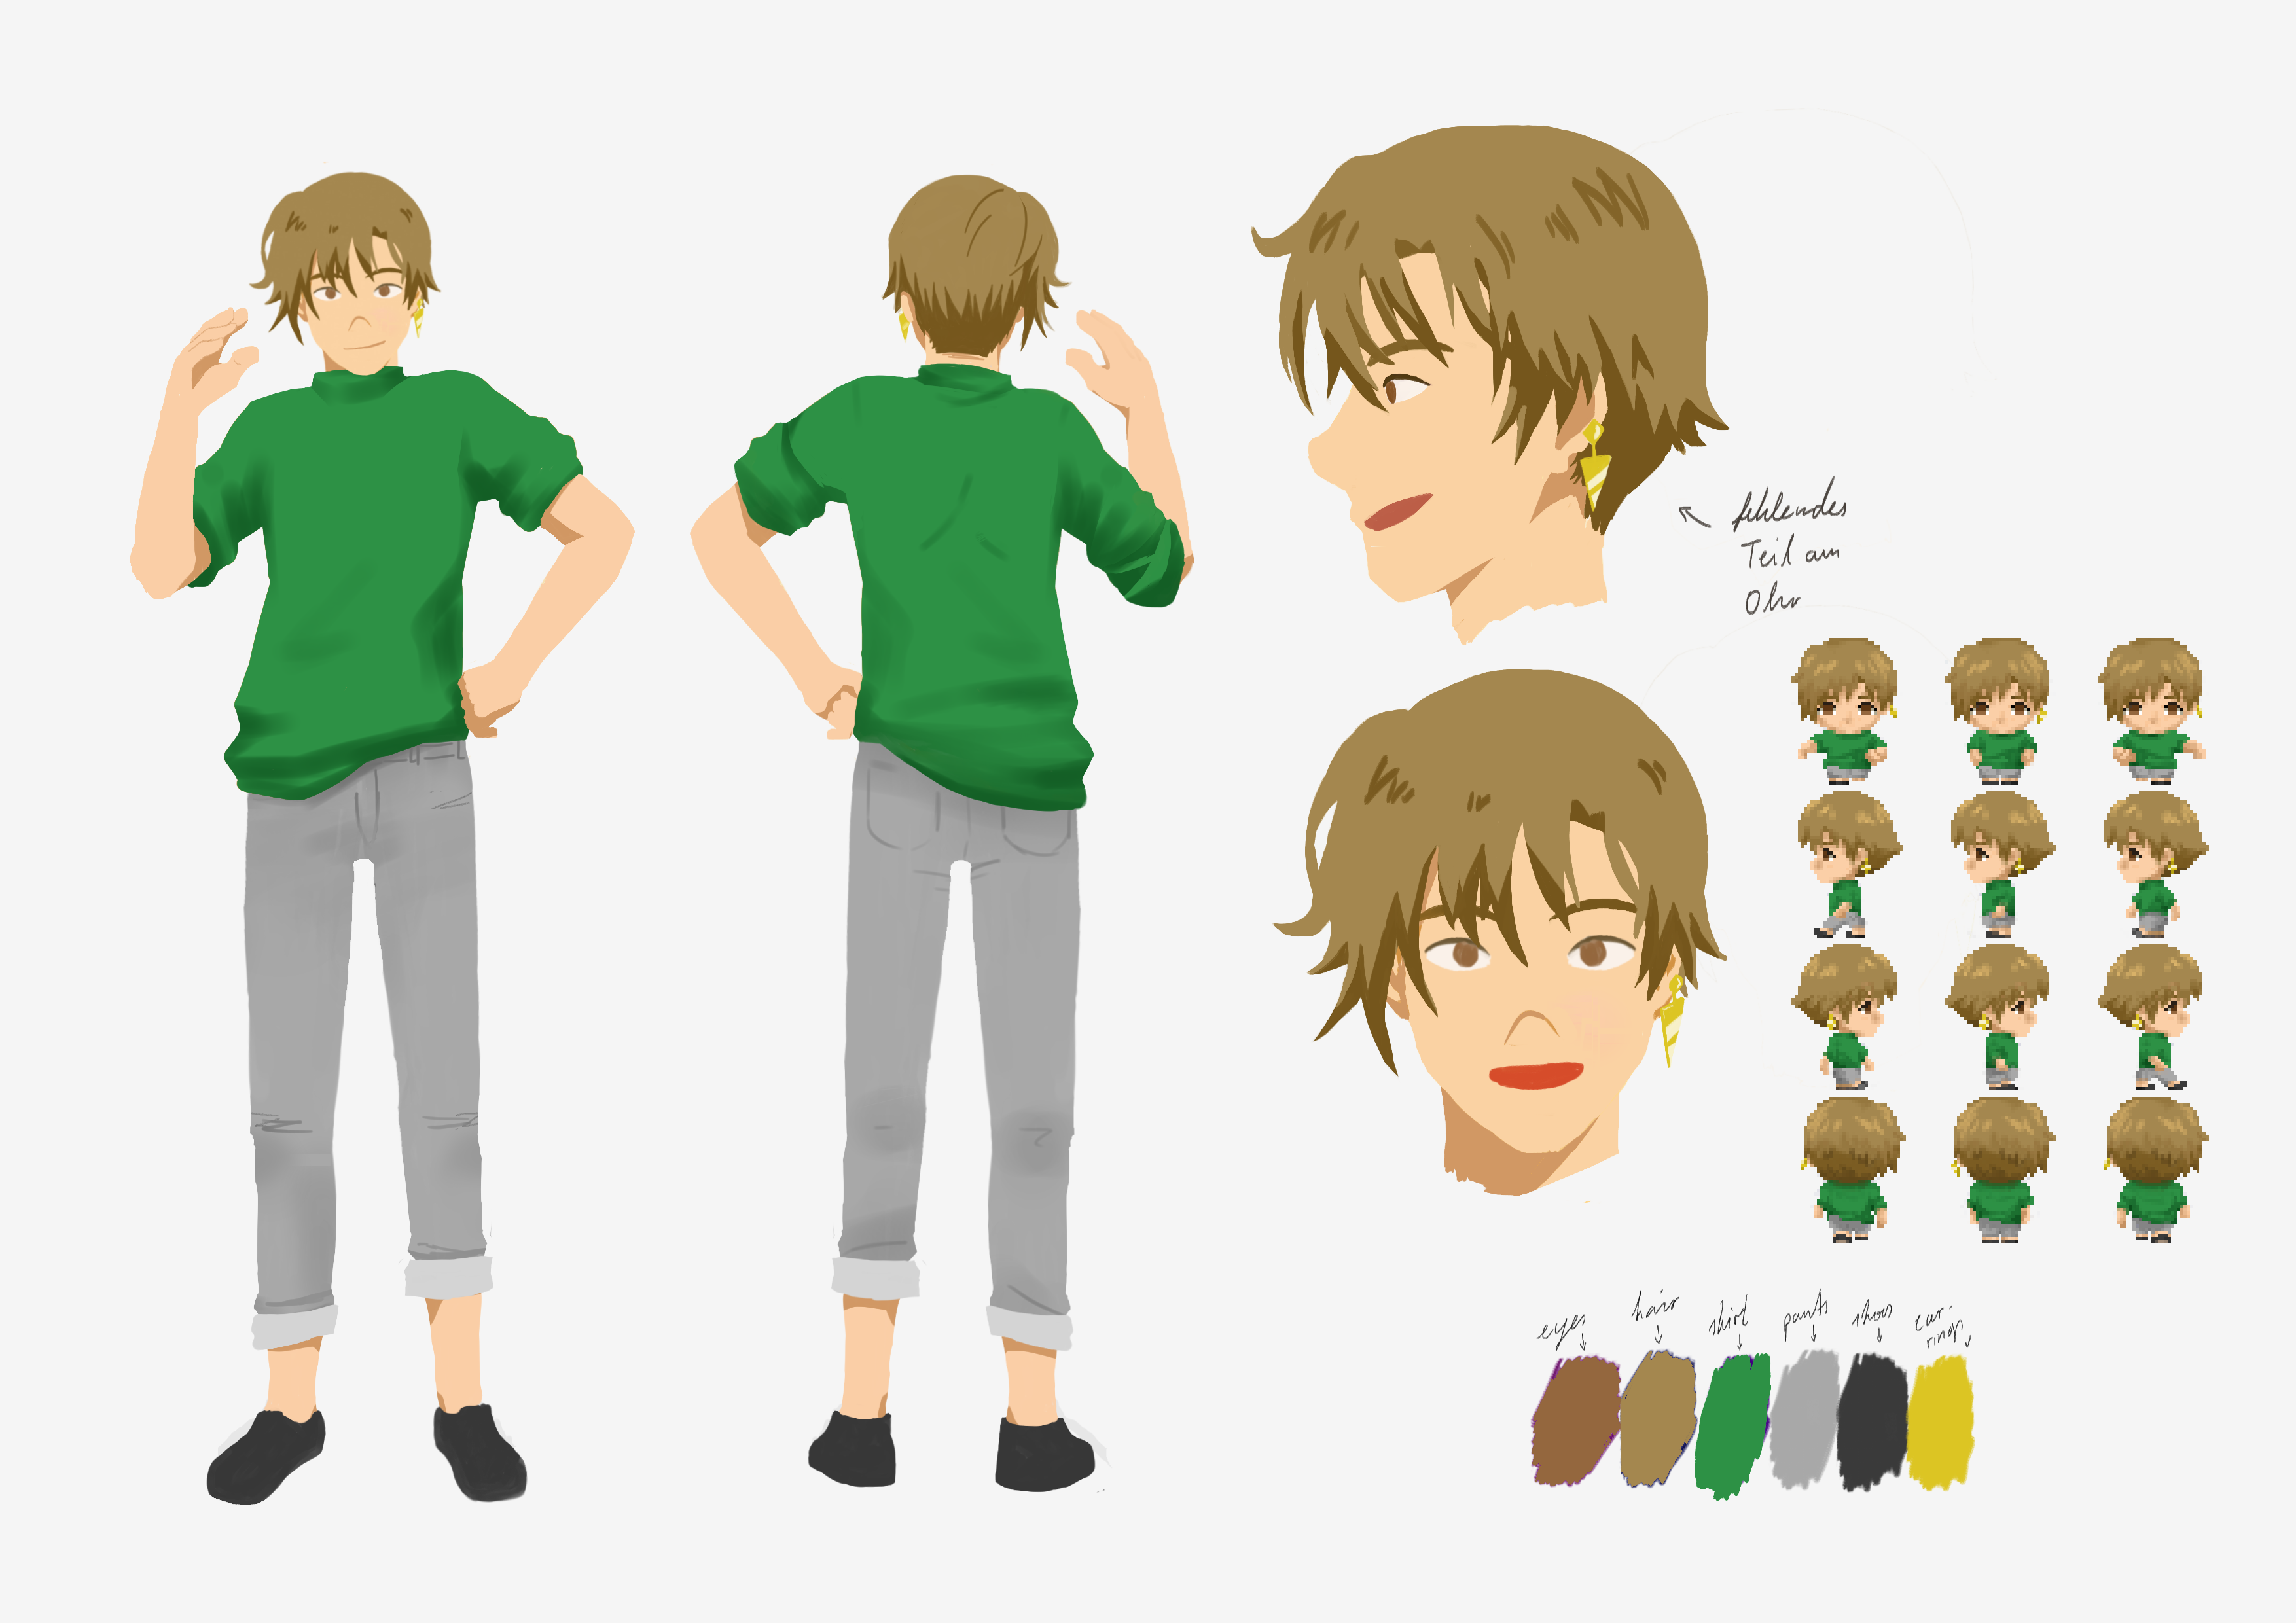 fehlendes
Teil am
Ohr
eyes
hair
shirt
pants
shoes
ear-
rings